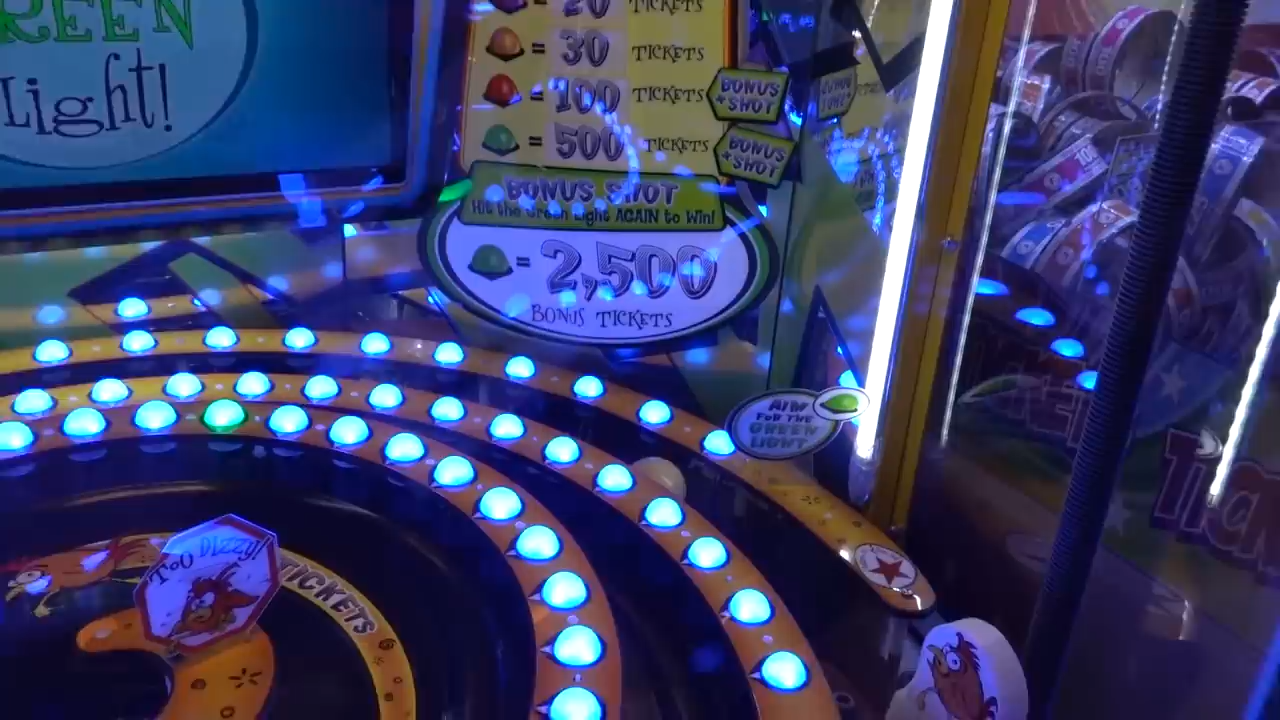 REEN
Light!
= 20 TICKETS
= 30 TICKETS
= 100 TICKETS
= 500 TICKETS
BONUS
+SHOT
BONUS
+SHOT
BONUS SHOT
Hit the Green Light AGAIN to Win!
= 2,500
BONUS TICKETS
AIM
FOR THE
GREEN
LIGHT
TOO DIZZY!
TICKETS